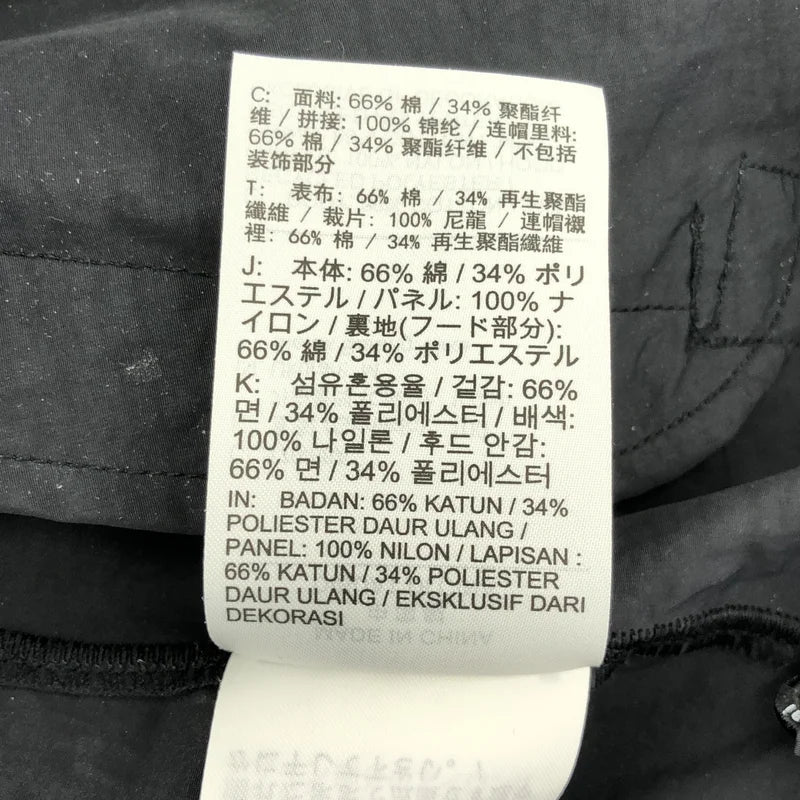 C: 面料: 66% 棉 / 34% 聚酯纤
维 / 拼接: 100% 锦纶 / 连帽里料:
66% 棉 / 34% 聚酯纤维 / 不包括
装饰部分
T: 表布: 66% 棉 / 34% 再生聚酯
纖維 / 裁片: 100% 尼龍 / 連帽襯
裡: 66% 棉 / 34% 再生聚酯纖維
J: 本体: 66% 綿 / 34% ポリ
エステル / パネル: 100% ナ
イロン / 裏地(フード部分):
66% 綿 / 34% ポリエステル
K: 섬유혼용율 / 겉감: 66%
면 / 34% 폴리에스터 / 배색:
100% 나일론 / 후드 안감:
66% 면 / 34% 폴리에스터
IN: BADAN: 66% KATUN / 34%
POLIESTER DAUR ULANG /
PANEL: 100% NILON / LAPISAN :
66% KATUN / 34% POLIESTER
DAUR ULANG / EKSKLUSIF DARI
DEKORASI
MADE IN CHINA